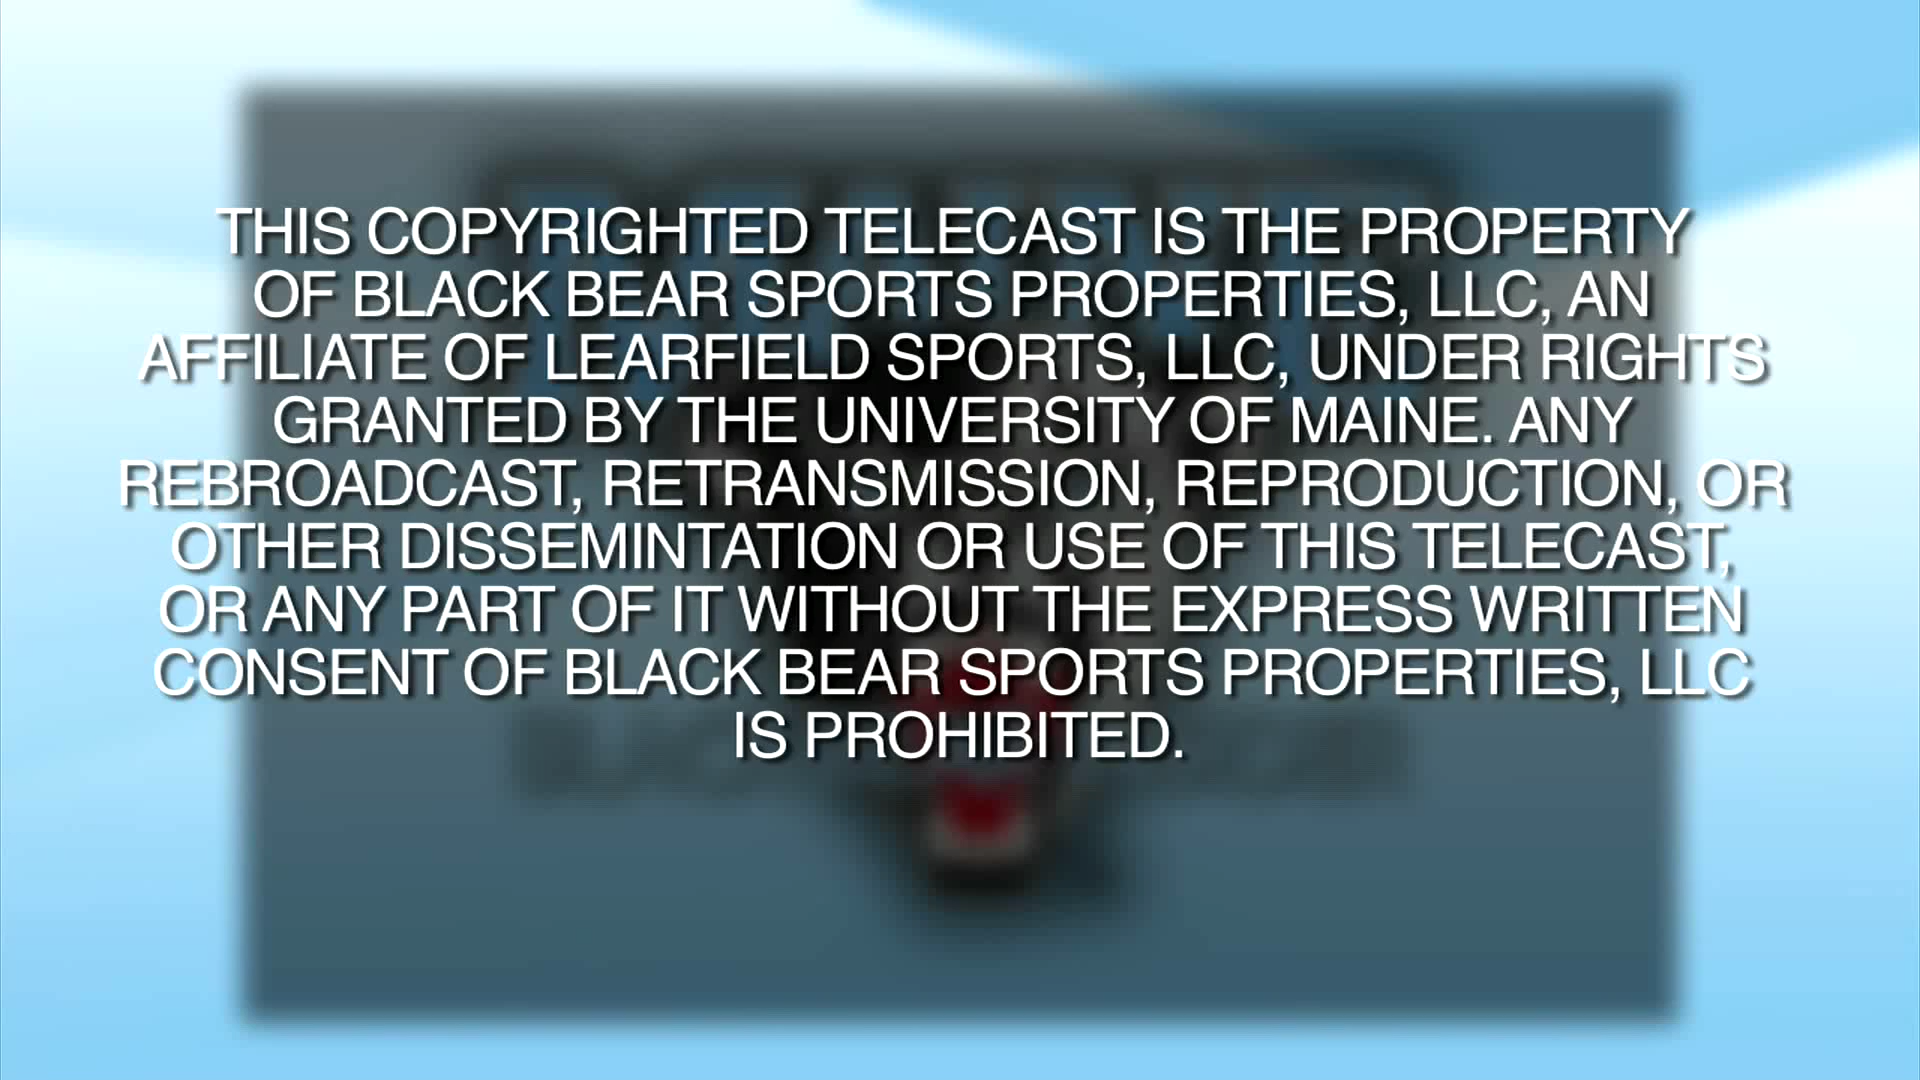 THIS COPYRIGHTED TELECAST IS THE PROPERTY
OF BLACK BEAR SPORTS PROPERTIES, LLC, AN
AFFILIATE OF LEARFIELD SPORTS, LLC, UNDER RIGHTS
GRANTED BY THE UNIVERSITY OF MAINE. ANY
REBROADCAST, RETRANSMISSION, REPRODUCTION, OR
OTHER DISSEMINTATION OR USE OF THIS TELECAST,
OR ANY PART OF IT WITHOUT THE EXPRESS WRITTEN
CONSENT OF BLACK BEAR SPORTS PROPERTIES, LLC
IS PROHIBITED.